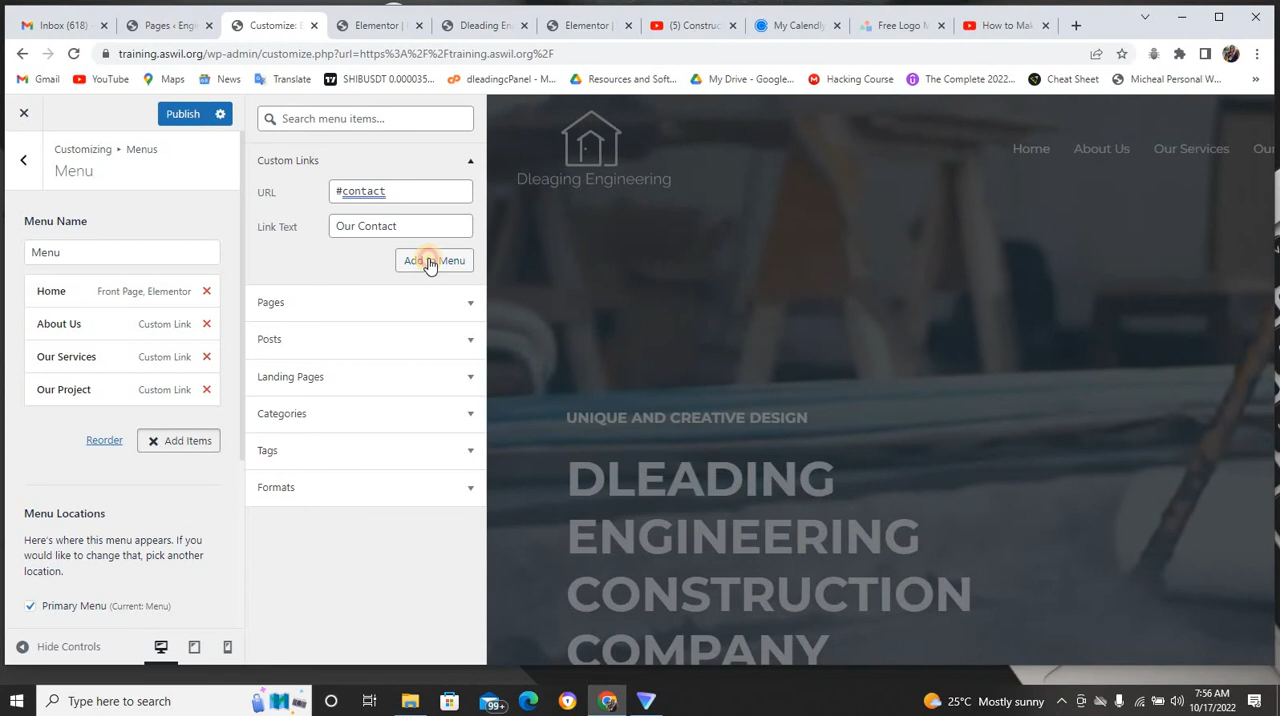 Inbox (618)
Pages ‹ Engi
Customize: E
Elementor |
Dleading En
Elementor |
(5) Construc
My Calendly
Free Logo M
How to Mak
training.aswil.org/wp-admin/customize.php?url=https%3A%2F%2Ftraining.aswil.org%2F
Gmail
YouTube
Maps
News
Translate
SHIBUSDT 0.000035...
dleadingcPanel - M...
Resources and Soft...
My Drive - Google...
Hacking Course
The Complete 2022...
Cheat Sheet
Micheal Personal W...
»
Publish
Customizing ▸ Menus
Menu
Menu Name
Menu
Home Front Page, Elementor
About Us Custom Link
Our Services Custom Link
Our Project Custom Link
Reorder
Add Items
Menu Locations
Here's where this menu appears. If you
would like to change that, pick another
location.
Primary Menu (Current: Menu)
Hide Controls
Search menu items...
Custom Links
URL #contact
Link Text Our Contact
Add Menu
Pages
Posts
Landing Pages
Categories
Tags
Formats
Dleaging Engineering
Home About Us Our Services Our
UNIQUE AND CREATIVE DESIGN
DLEADING
ENGINEERING
CONSTRUCTION
COMPANY
Type here to search
99+
25°C Mostly sunny
7:56 AM
10/17/2022